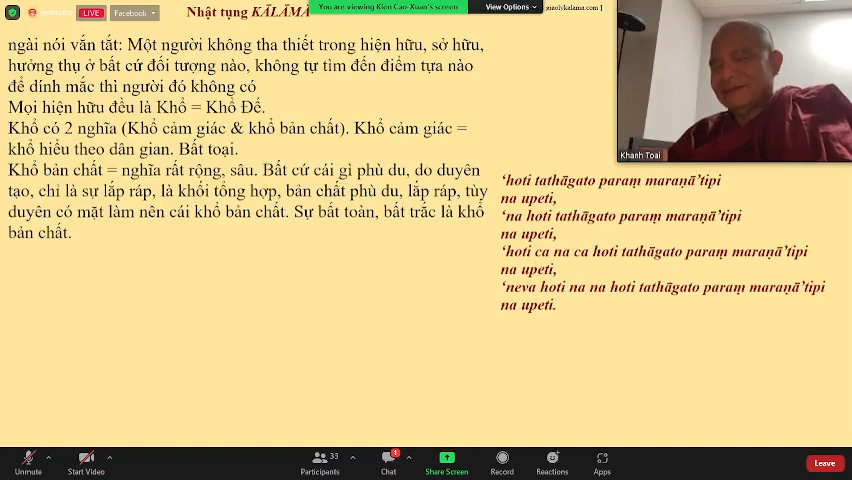 Nhật tụng KĀLĀMA
You are viewing Kien Cao-Xuan's screen
View Options
giaolykalama.com ]
LIVE
Facebook
ngài nói vắn tắt: Một người không tha thiết trong hiện hữu, sở hữu,
hưởng thụ ở bất cứ đối tượng nào, không tự tìm đến điểm tựa nào
để dính mắc thì người đó không có
Mọi hiện hữu đều là Khổ = Khổ Đế.
Khổ có 2 nghĩa (Khổ cảm giác & khổ bản chất). Khổ cảm giác =
khổ hiểu theo dân gian. Bất toại.
Khổ bản chất = nghĩa rất rộng, sâu. Bất cứ cái gì phù du, do duyên
tạo, chỉ là sự lắp ráp, là khối tổng hợp, bản chất phù du, lắp ráp, tùy
duyên có mặt làm nên cái khổ bản chất. Sự bất toàn, bất trắc là khổ
bản chất.
Khanh Toai
‘hoti tathāgato paraṃ maraṇā’tipi
na upeti,
‘na hoti tathāgato paraṃ maraṇā’tipi
na upeti,
‘hoti ca na ca hoti tathāgato paraṃ maraṇā’tipi
na upeti,
‘neva hoti na na hoti tathāgato paraṃ maraṇā’tipi
na upeti.
Unmute
Start Video
33
Participants
1
Chat
Share Screen
Record
Reactions
Apps
Leave